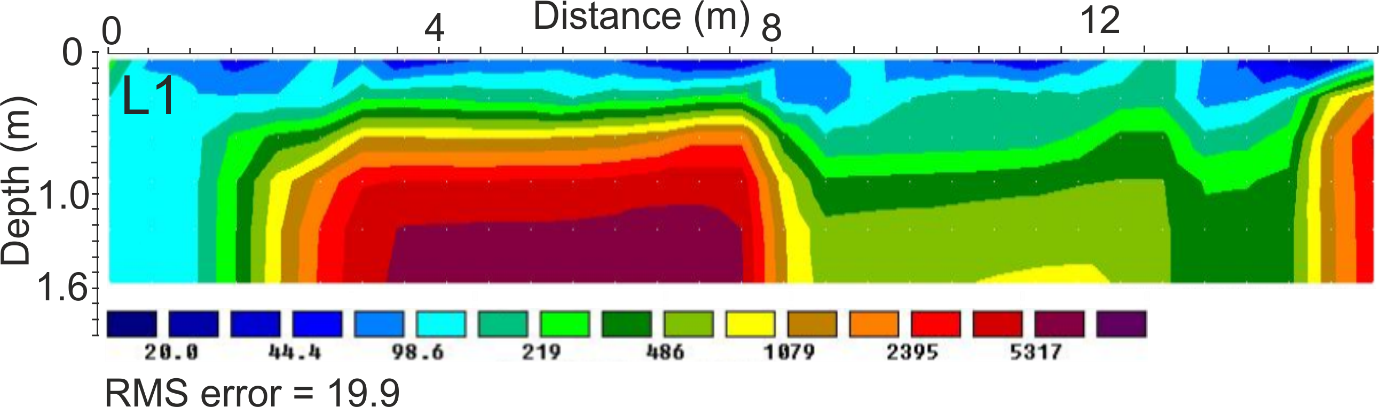 Distance (m)
0 4 8 12
0
L1
Depth (m)
1.0
1.6
20.0 44.4 98.6 219 486 1079 2395 5317
RMS error = 19.9